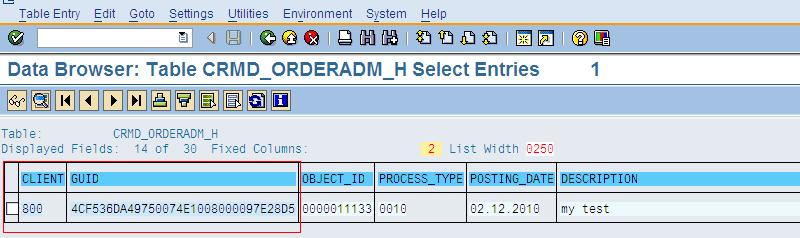 Table Entry Edit Goto Settings Utilities Environment System Help
Data Browser: Table CRMD_ORDERADM_H Select Entries 1
Table: CRMD_ORDERADM_H
Displayed Fields: 14 of 30 Fixed Columns: 2 List Width 0250
CLIENT GUID OBJECT_ID PROCESS_TYPE POSTING_DATE DESCRIPTION
800 4CF536DA49750074E1008000097E28D5 0000011133 0010 02.12.2010 my test